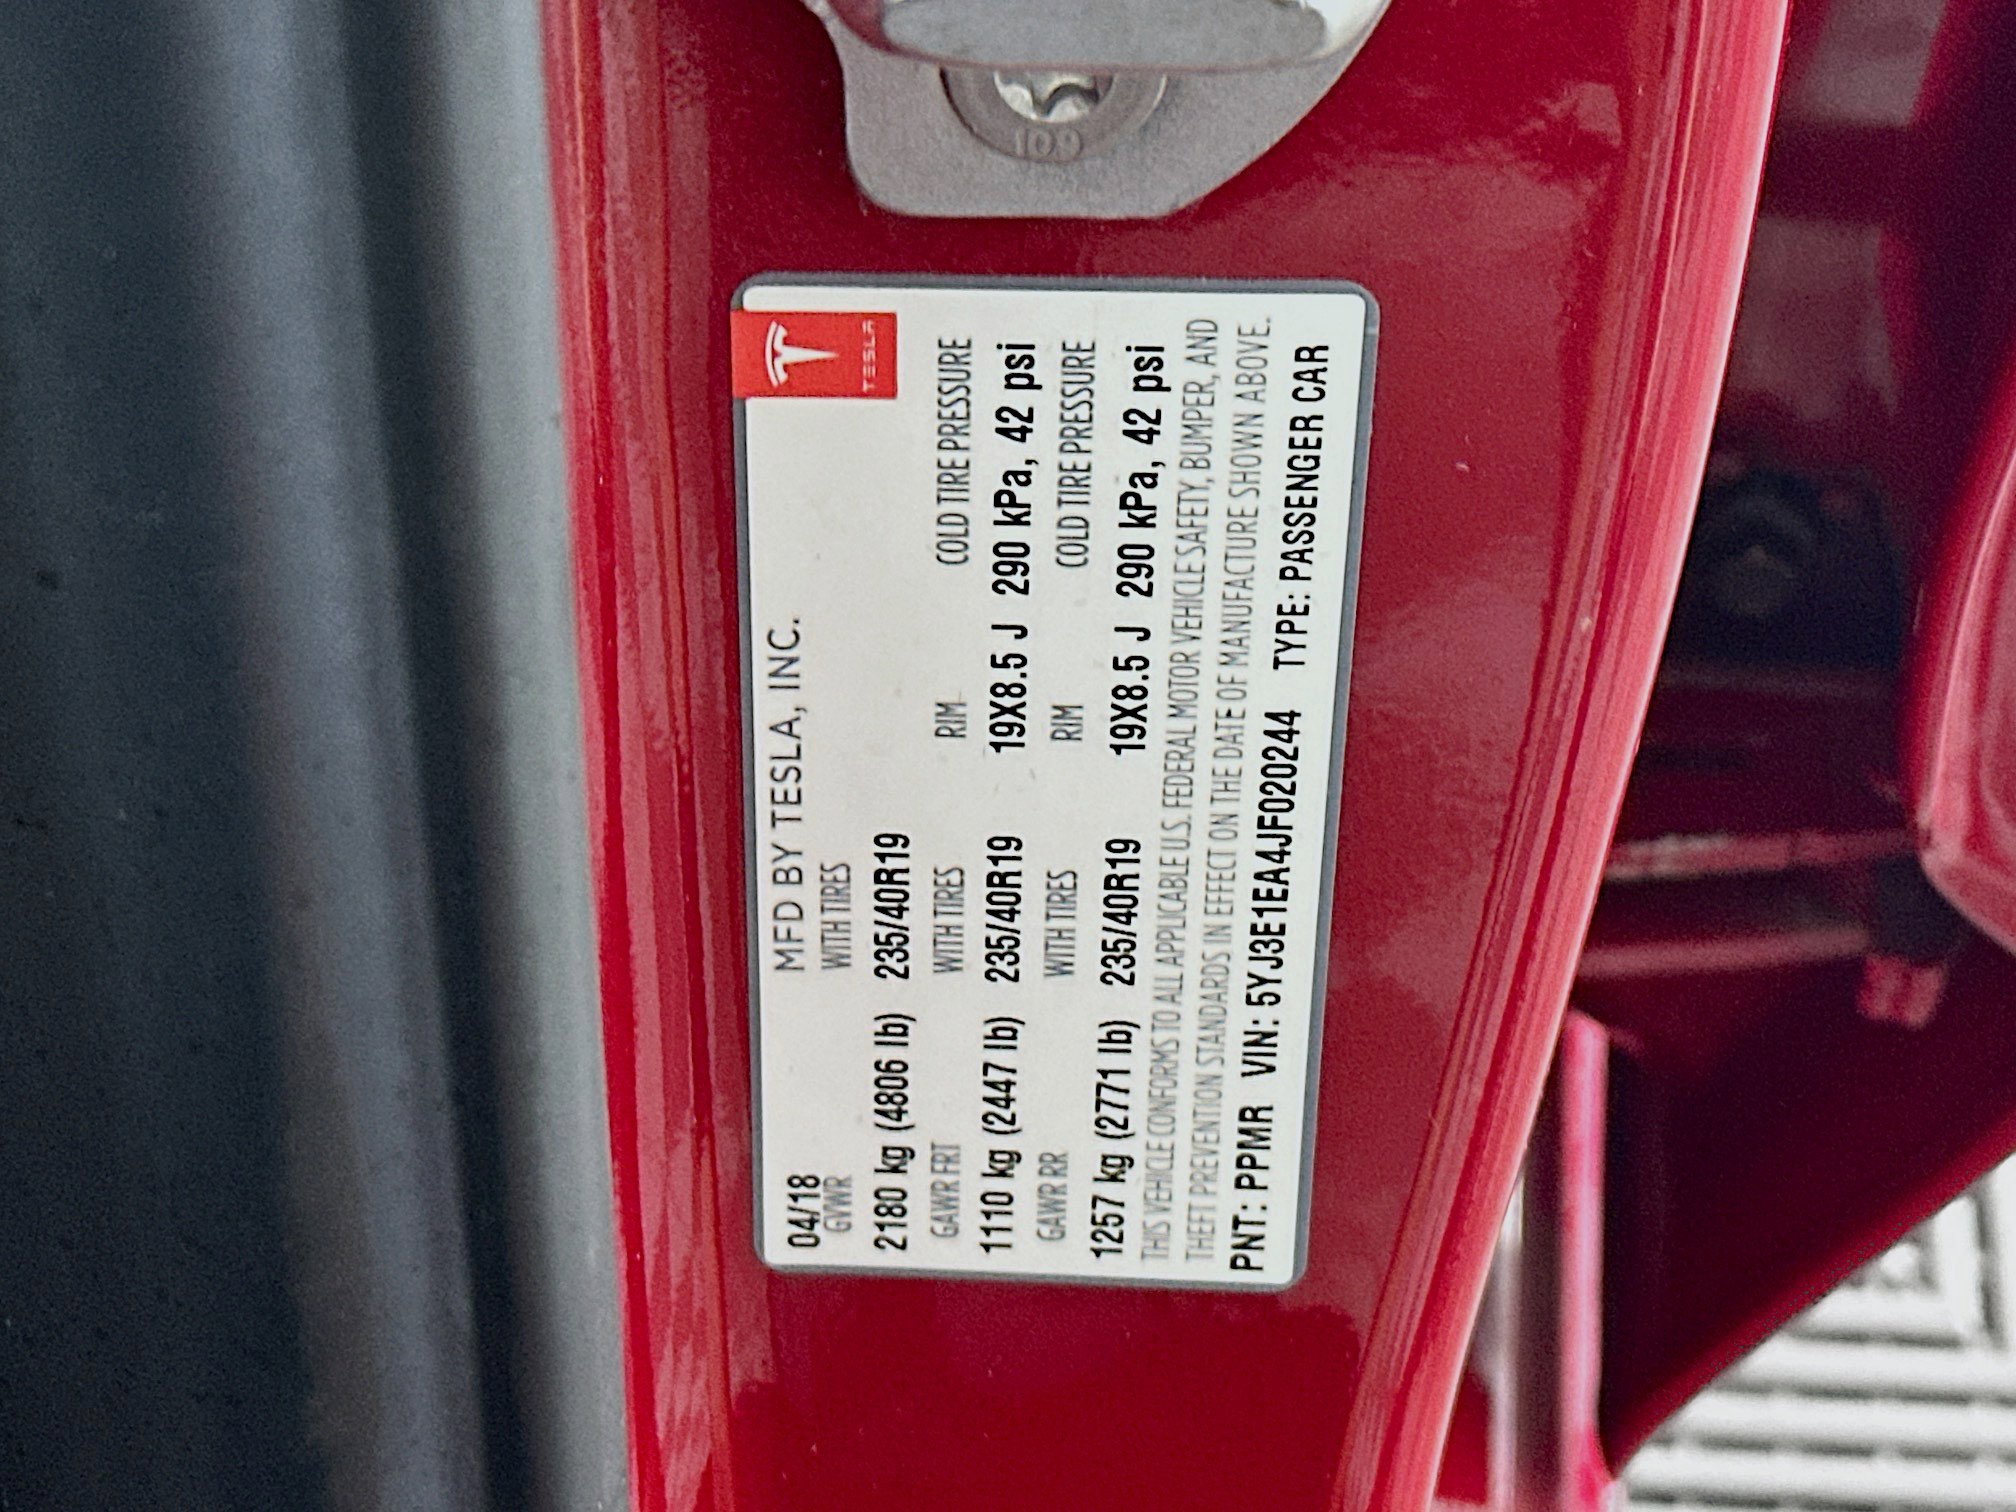 109
TESLA
04/18 MFD BY TESLA, INC.
GVWR WITH TIRES
2180 kg (4806 lb) 235/40R19
GAWR FRT WITH TIRES RIM COLD TIRE PRESSURE
1110 kg (2447 lb) 235/40R19 19X8.5 J 290 kPa, 42 psi
GAWR RR WITH TIRES RIM COLD TIRE PRESSURE
1257 kg (2771 lb) 235/40R19 19X8.5 J 290 kPa, 42 psi
THIS VEHICLE CONFORMS TO ALL APPLICABLE U.S. FEDERAL MOTOR VEHICLE SAFETY, BUMPER, AND
THEFT PREVENTION STANDARDS IN EFFECT ON THE DATE OF MANUFACTURE SHOWN ABOVE.
PNT: PPMR VIN: 5YJ3E1EA4JF020244 TYPE: PASSENGER CAR